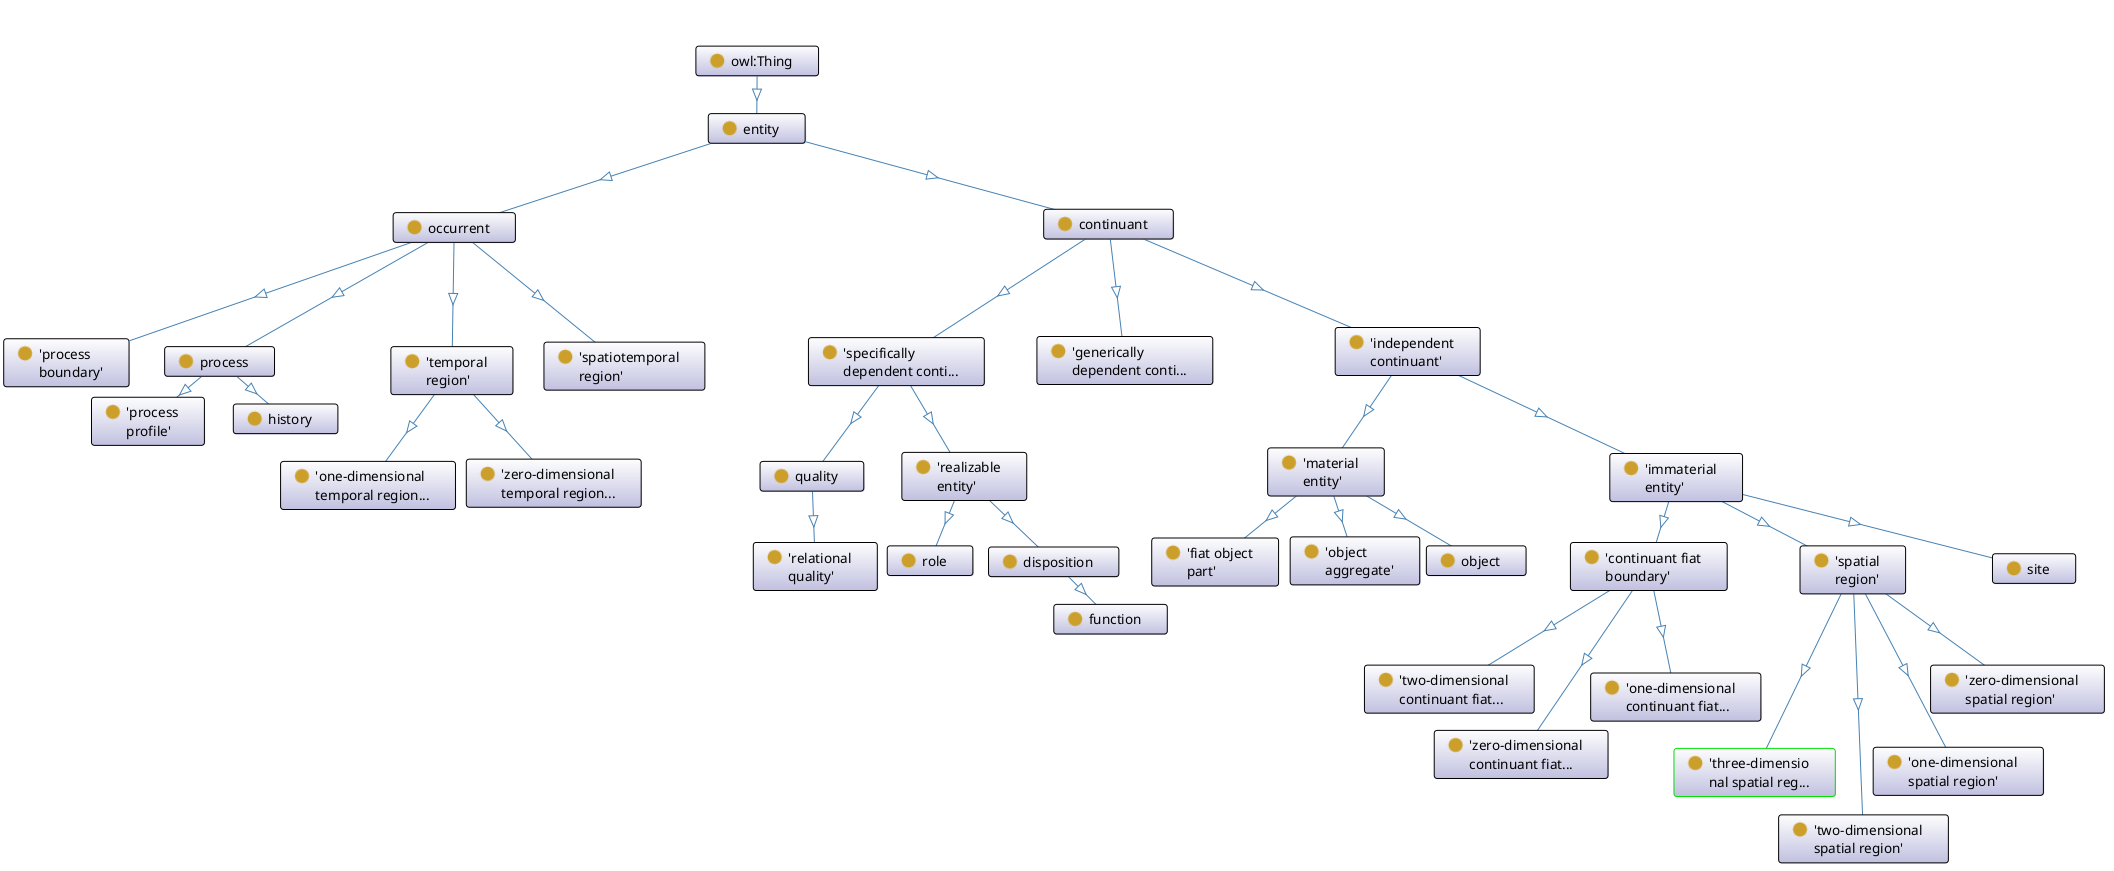 owl:Thing
entity
occurrent
continuant
'process
boundary'
process
'temporal
region'
'spatiotemporal
region'
'specifically
dependent conti...
'generically
dependent conti...
'independent
continuant'
'process
profile'
history
'one-dimensional
temporal region...
'zero-dimensional
temporal region...
quality
'realizable
entity'
'material
entity'
'immaterial
entity'
'relational
quality'
role
disposition
function
'fiat object
part'
'object
aggregate'
object
'continuant fiat
boundary'
'spatial
region'
site
'two-dimensional
continuant fiat...
'zero-dimensional
continuant fiat...
'one-dimensional
continuant fiat...
'zero-dimensional
spatial region'
'three-dimensio
nal spatial reg...
'one-dimensional
spatial region'
'two-dimensional
spatial region'